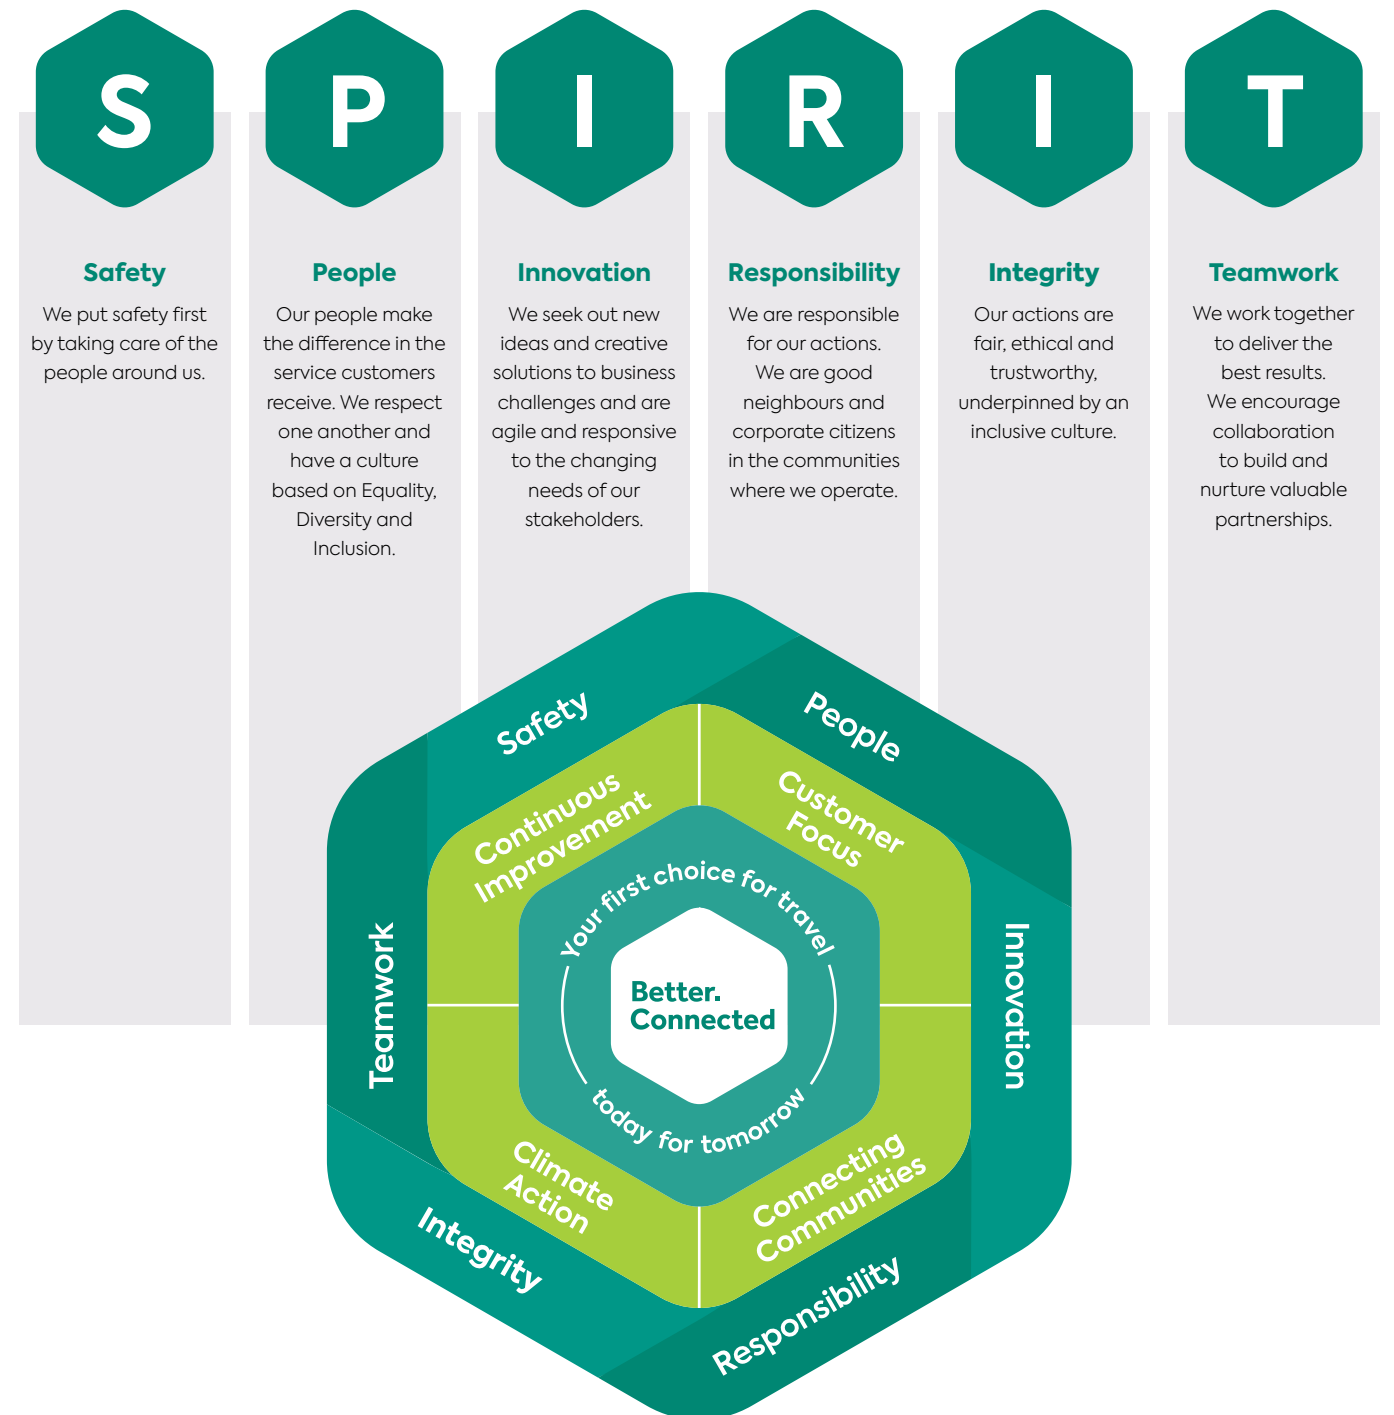 S
P
I
R
I
T
Safety
We put safety first
by taking care of the
people around us.
People
Our people make
the difference in the
service customers
receive. We respect
one another and
have a culture
based on Equality,
Diversity and
Inclusion.
Innovation
We seek out new
ideas and creative
solutions to business
challenges and are
agile and responsive
to the changing
needs of our
stakeholders.
Responsibility
We are responsible
for our actions.
We are good
neighbours and
corporate citizens
in the communities
where we operate.
Integrity
Our actions are
fair, ethical and
trustworthy,
underpinned by an
inclusive culture.
Teamwork
We work together
to deliver the
best results.
We encourage
collaboration
to build and
nurture valuable
partnerships.
Safety
People
Innovation
Responsibility
Integrity
Teamwork
Continuous
Improvement
Customer
Focus
Connecting
Communities
Climate
Action
Your first choice for travel
today for tomorrow
Better.
Connected